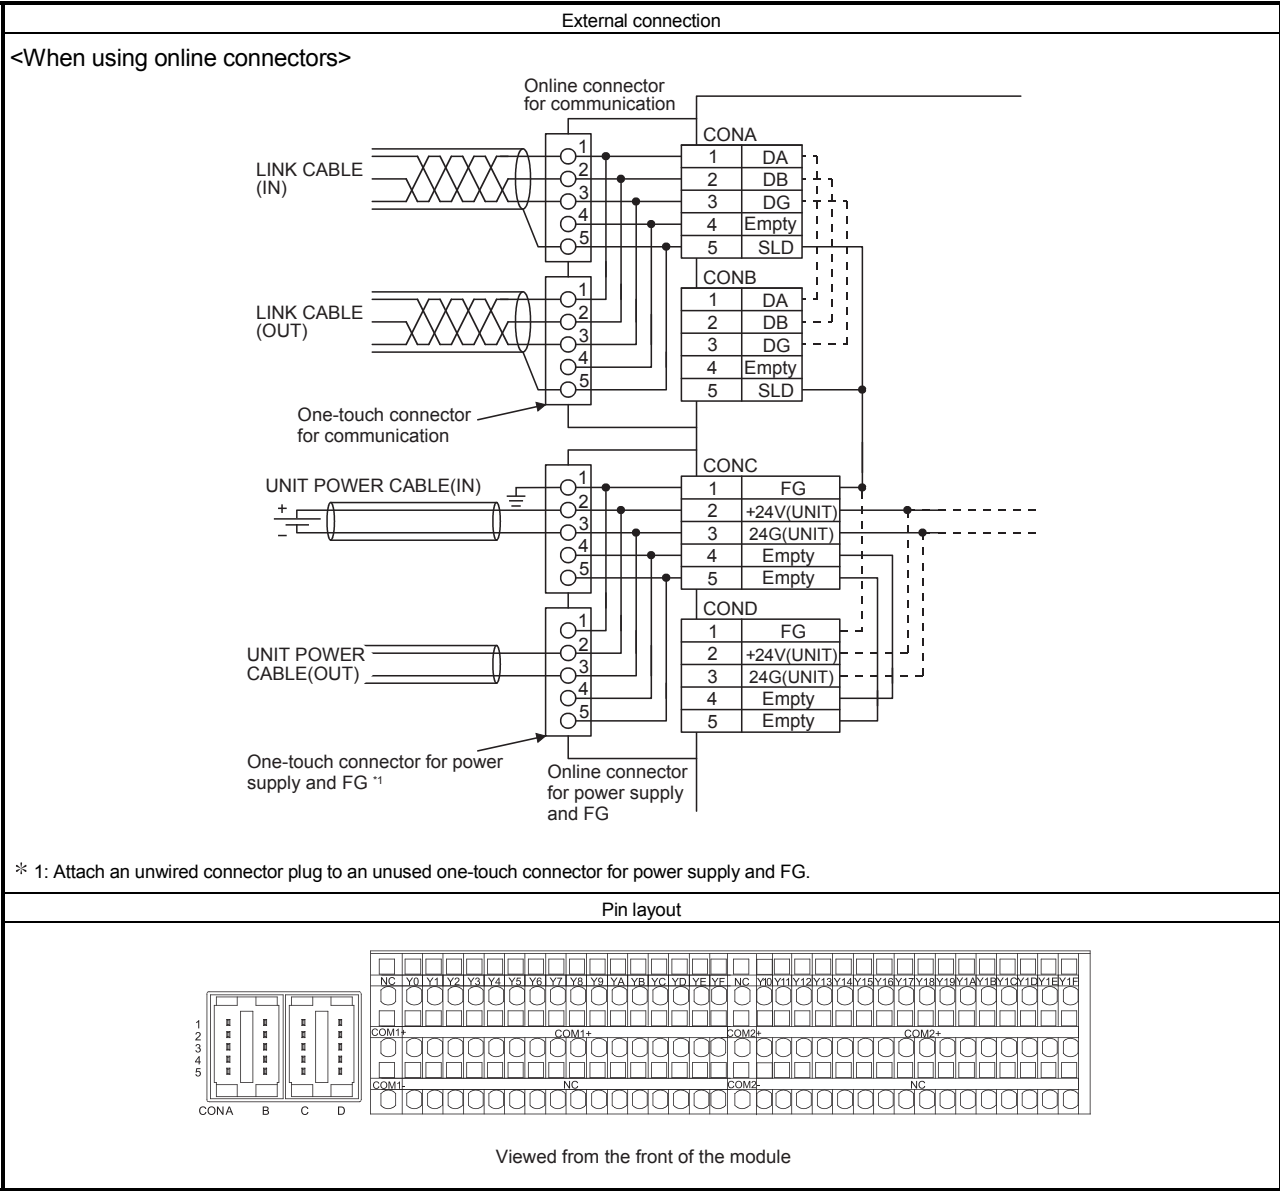 External connection
<When using online connectors>
Online connector
for communication
LINK CABLE
(IN)
1
2
3
4
5
CONA
1 DA
2 DB
3 DG
4 Empty
5 SLD
LINK CABLE
(OUT)
1
2
3
4
5
CONB
1 DA
2 DB
3 DG
4 Empty
5 SLD
One-touch connector
for communication
UNIT POWER CABLE(IN)
+
−
1
2
3
4
5
CONC
1 FG
2 +24V(UNIT)
3 24G(UNIT)
4 Empty
5 Empty
UNIT POWER
CABLE(OUT)
1
2
3
4
5
COND
1 FG
2 +24V(UNIT)
3 24G(UNIT)
4 Empty
5 Empty
One-touch connector for power
supply and FG *1
Online connector
for power supply
and FG
* 1: Attach an unwired connector plug to an unused one-touch connector for power supply and FG.
Pin layout
NC Y0 Y1 Y2 Y3 Y4 Y5 Y6 Y7 Y8 Y9 YA YB YC YD YE YF NC Y10 Y11 Y12 Y13 Y14 Y15 Y16 Y17 Y18 Y19 Y1A Y1B Y1C Y1D Y1E Y1F
COM1+ COM1+ COM2+ COM2+
COM1- NC COM2- NC
1
2
3
4
5
CON A B C D
Viewed from the front of the module